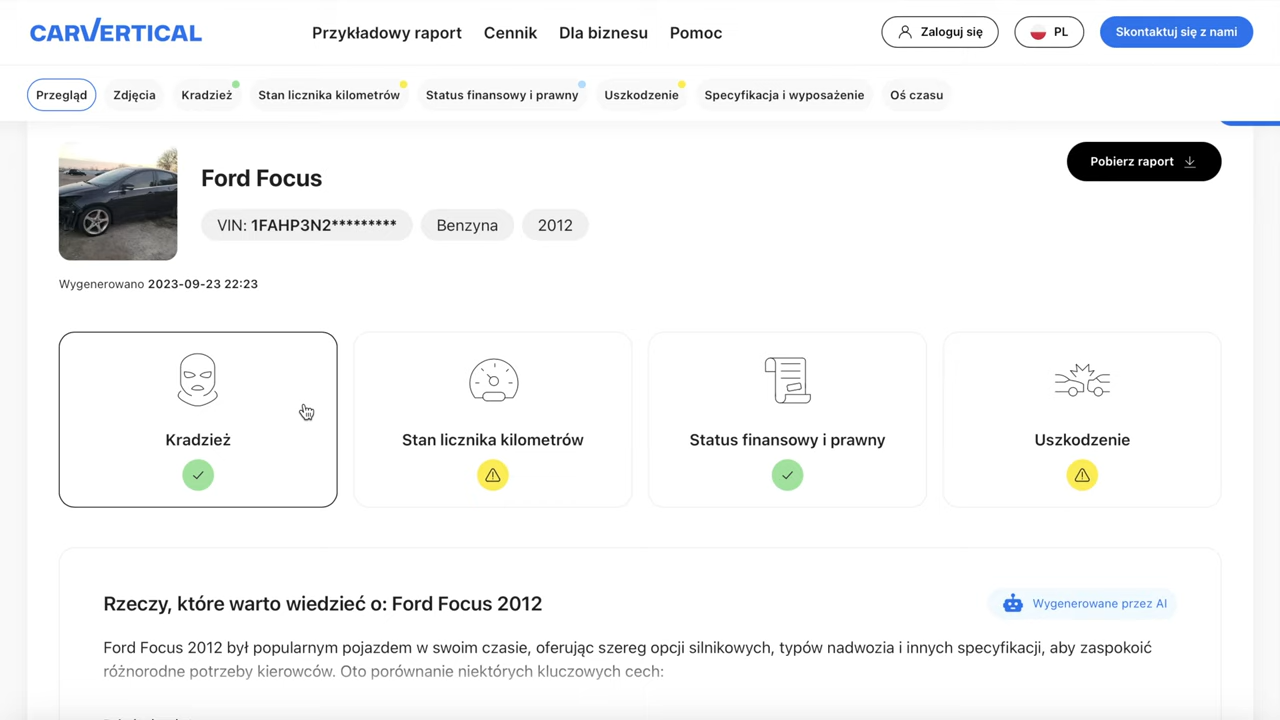 CARVERTICAL
Przykładowy raport
Cennik
Dla biznesu
Pomoc
Zaloguj się
PL
Skontaktuj się z nami
Przegląd
Zdjęcia
Kradzież
Stan licznika kilometrów
Status finansowy i prawny
Uszkodzenie
Specyfikacja i wyposażenie
Oś czasu
Ford Focus
Pobierz raport
VIN: 1FAHP3N2*********
Benzyna
2012
Wygenerowano 2023-09-23 22:23
Kradzież
Stan licznika kilometrów
Status finansowy i prawny
Uszkodzenie
Rzeczy, które warto wiedzieć o: Ford Focus 2012
Wygenerowane przez AI
Ford Focus 2012 był popularnym pojazdem w swoim czasie, oferując szereg opcji silnikowych, typów nadwozia i innych specyfikacji, aby zaspokoić
różnorodne potrzeby kierowców. Oto porównanie niektórych kluczowych cech: